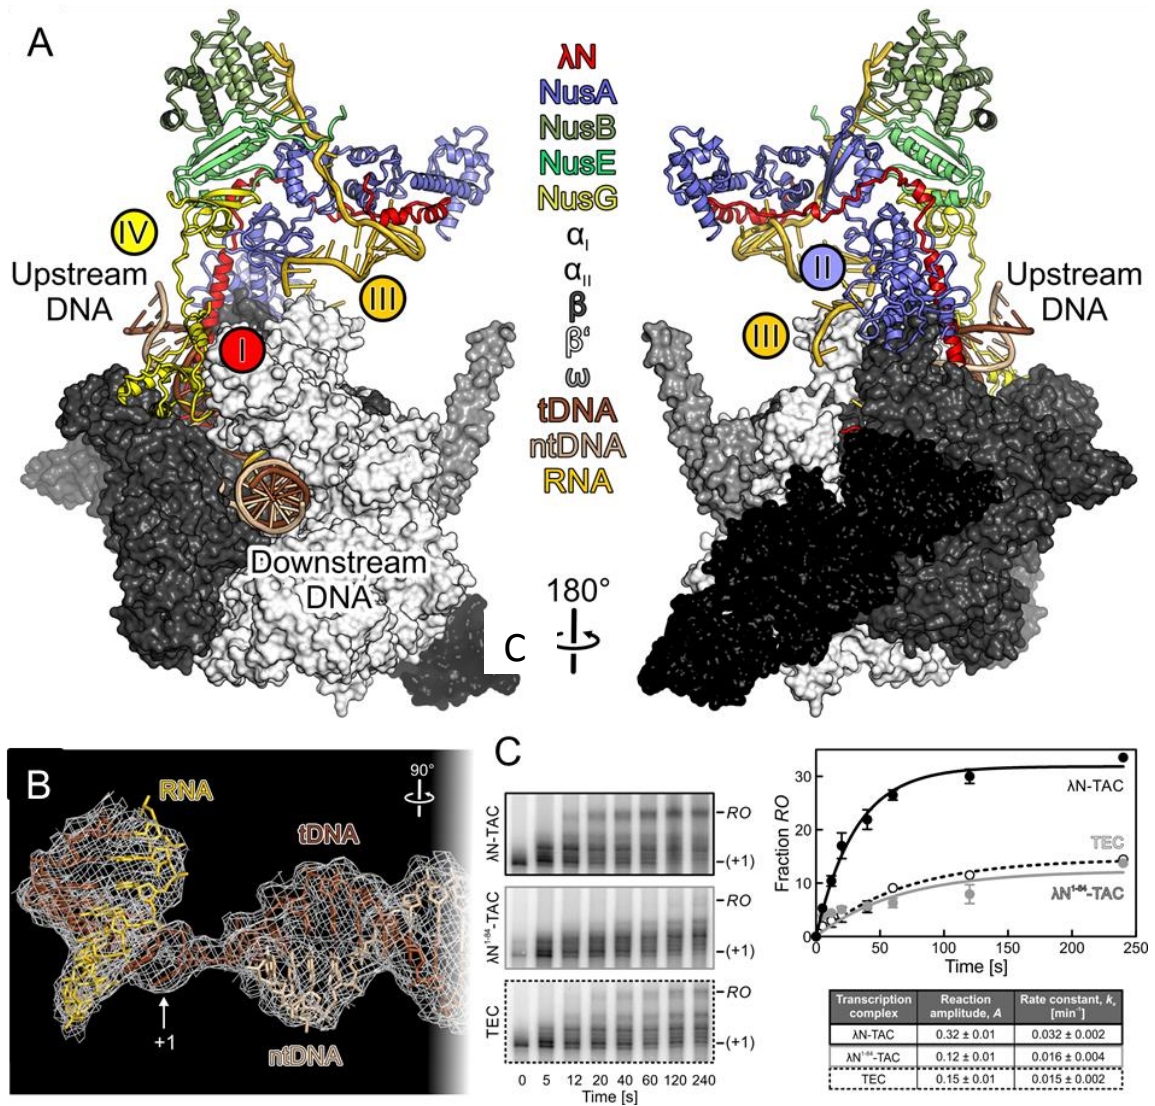 A
λN
NusA
NusB
NusE
NusG
αI
αII
β
β‘
ω
tDNA
ntDNA
RNA
IV
Upstream
DNA
III
I
Downstream
DNA
II
III
Upstream
DNA
180°
C
B
RNA
tDNA
90°
+1
ntDNA
C
λN-TAC
RO
(+1)
λN1-84-TAC
RO
(+1)
TEC
RO
(+1)
0 5 12 20 40 60 120 240
Time [s]
Fraction RO
30
20
10
0
0 50 100 150 200 250
Time [s]
λN-TAC
TEC
λN1-84-TAC
Transcription complex Reaction amplitude, A Rate constant, ke [min-1]
λN-TAC 0.32 ± 0.01 0.032 ± 0.002
λN1-84-TAC 0.12 ± 0.01 0.016 ± 0.004
TEC 0.15 ± 0.01 0.015 ± 0.002